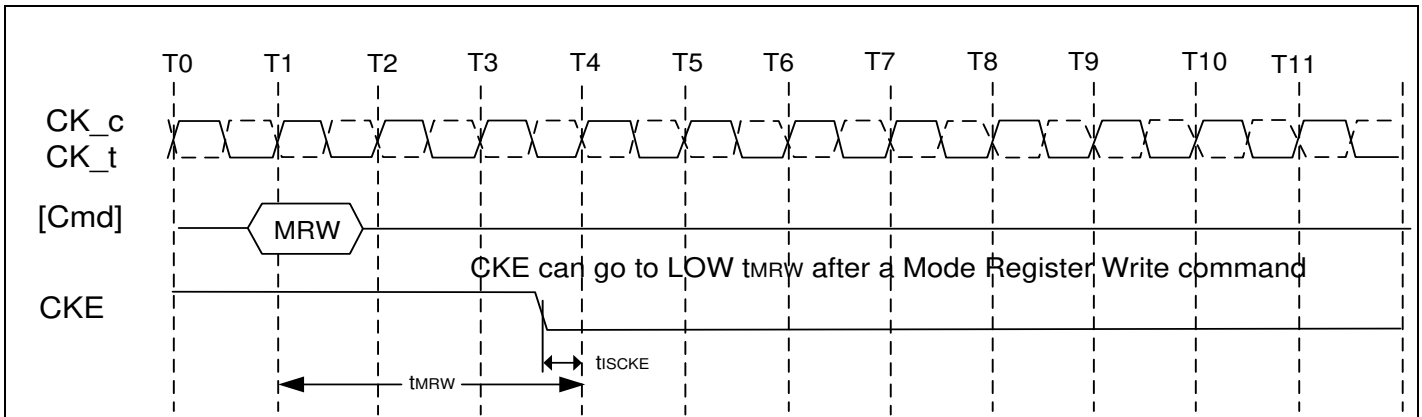 T0 T1 T2 T3 T4 T5 T6 T7 T8 T9 T10 T11
CK_c
CK_t
[Cmd] MRW
CKE can go to LOW tMRW after a Mode Register Write command
CKE
tISCKE
tMRW